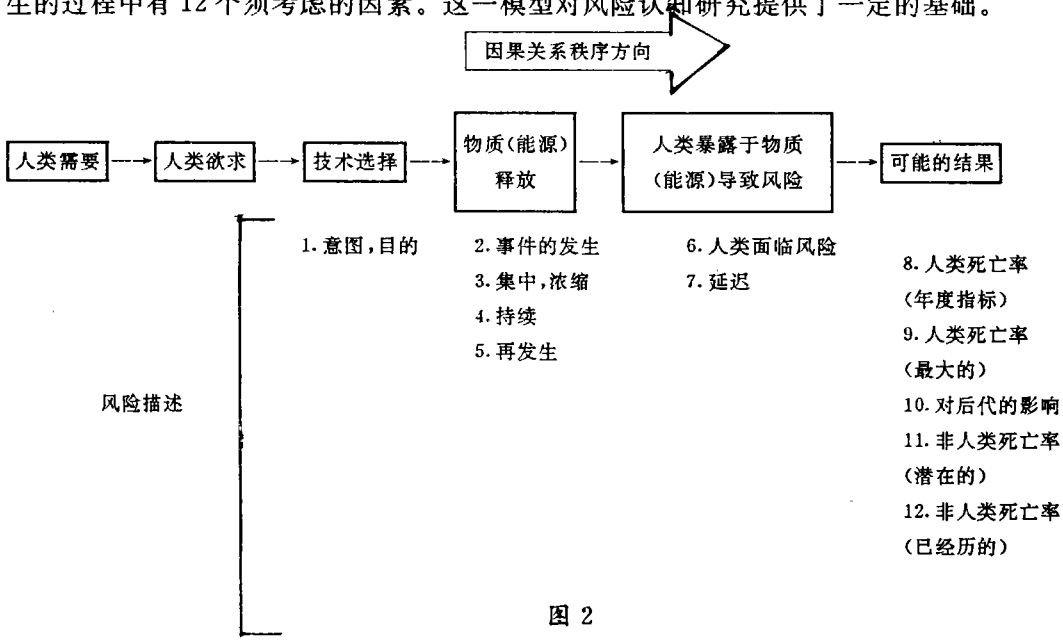 生的过程中有 12 个须考虑的因素。这一模型对风险认知研究提供了一定的基础。
因果关系秩序方向
人类需要
人类欲求
技术选择
物质(能源)
释放
人类暴露于物质
(能源)导致风险
可能的结果
1. 意图,目的
2. 事件的发生
3. 集中,浓缩
4. 持续
5. 再发生
6. 人类面临风险
7. 延迟
8. 人类死亡率
(年度指标)
9. 人类死亡率
(最大的)
10. 对后代的影响
11. 非人类死亡率
(潜在的)
12. 非人类死亡率
(已经历的)
风险描述
图 2